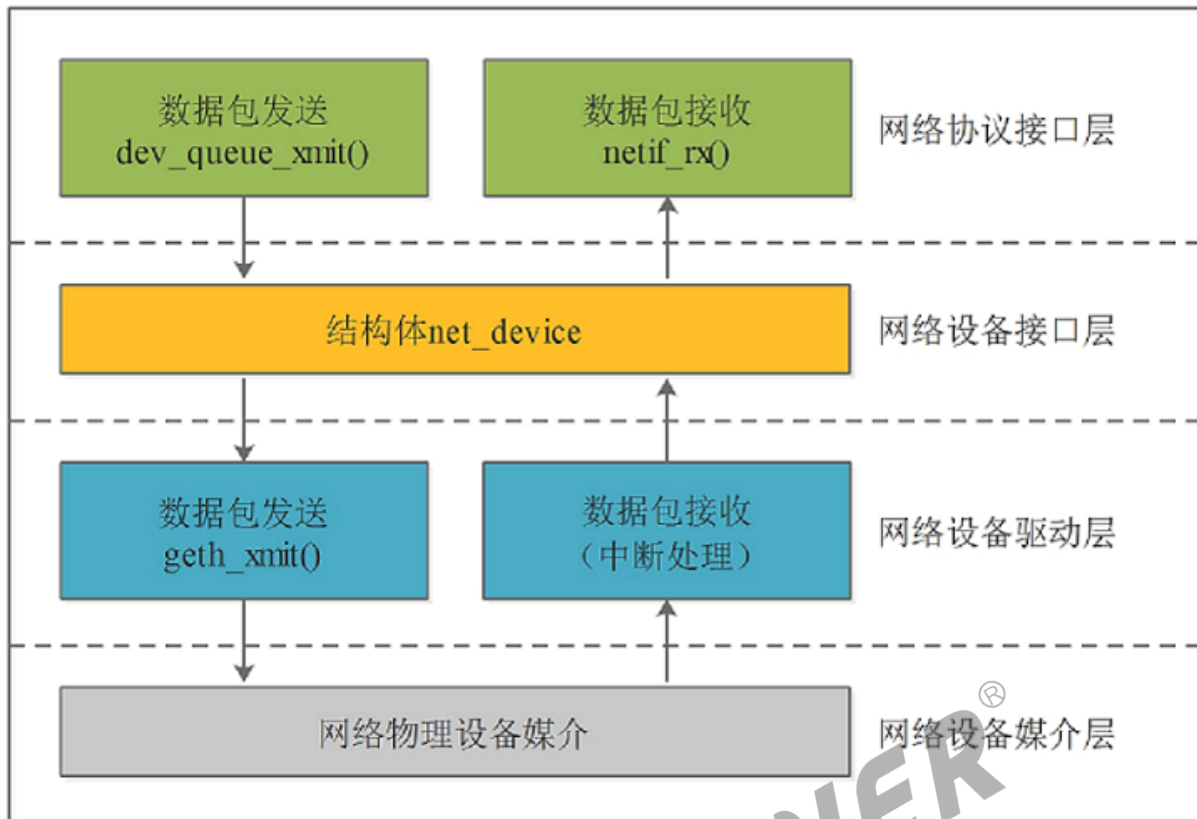 数据包发送
dev_queue_xmit()
数据包接收
netif_rx()
网络协议接口层
结构体net_device
网络设备接口层
数据包发送
geth_xmit()
数据包接收
（中断处理）
网络设备驱动层
网络物理设备媒介
网络设备媒介层
NER®